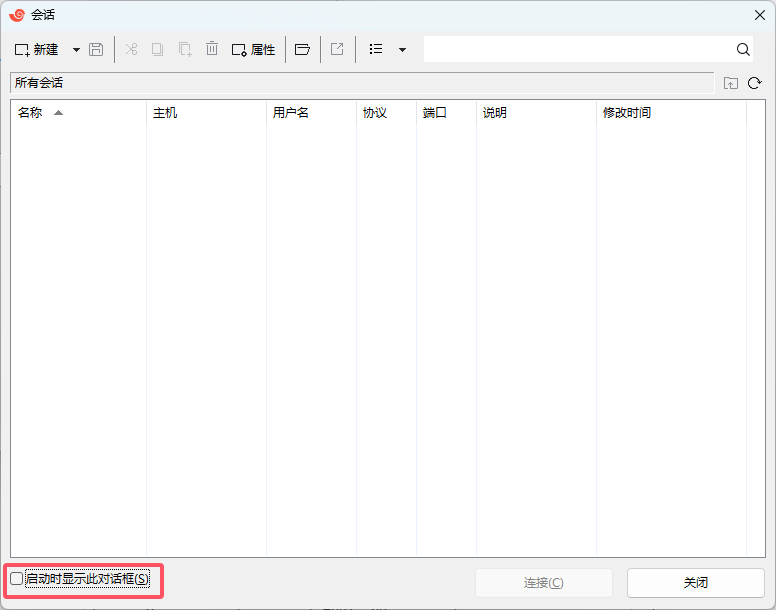 会话
新建 属性
所有会话
名称 主机 用户名 协议 端口 说明 修改时间
启动时显示此对话框(S) 连接(C) 关闭